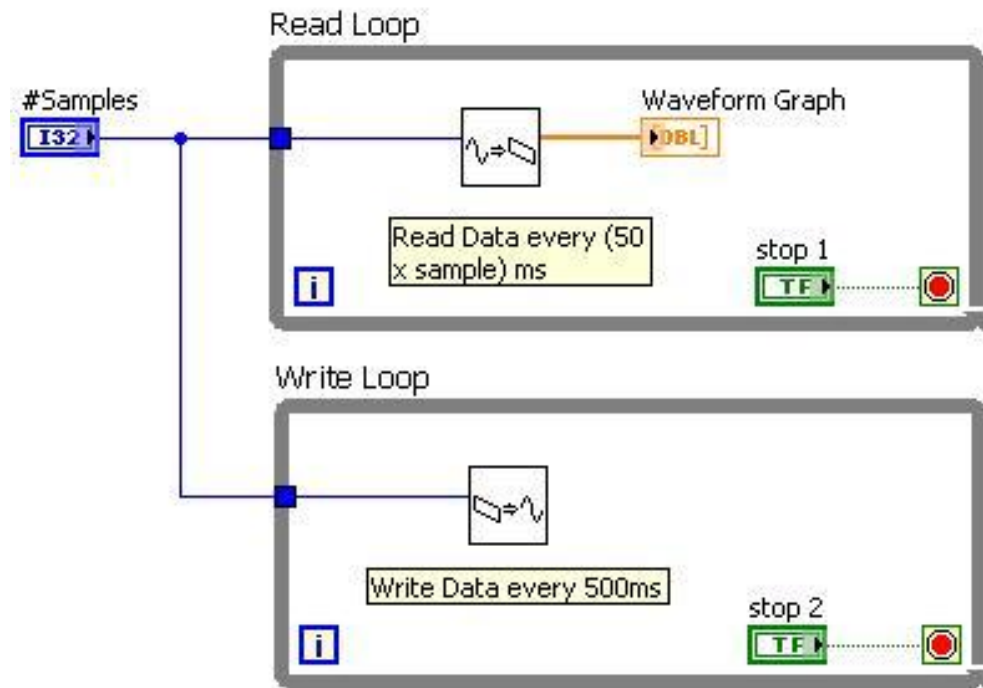 Read Loop
#Samples
I32
Waveform Graph
[DBL]
Read Data every (50
x sample) ms
stop 1
TF
i
Write Loop
Write Data every 500ms
stop 2
TF
i